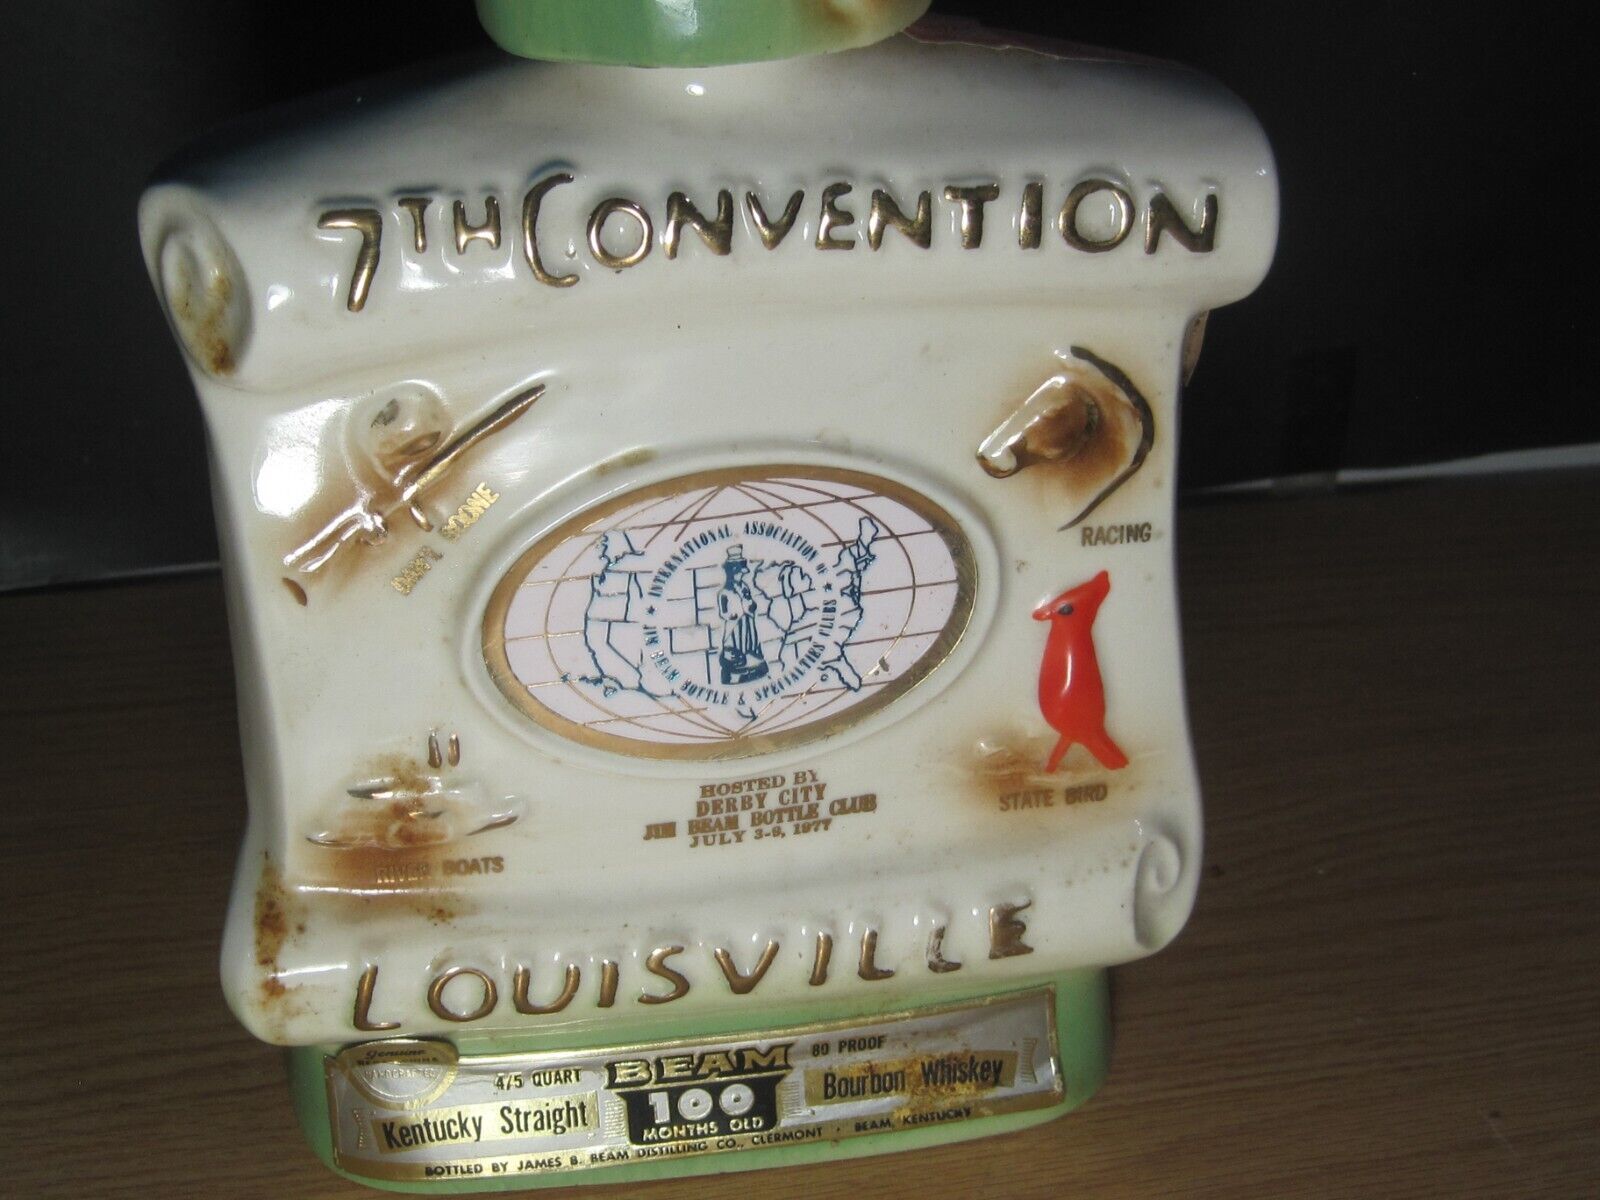 7TH CONVENTION
BOONE
RACING
INTERNATIONAL ASSOCIATION OF
★ JIM BEAM BOTTLE & SPECIALTIES CLUBS ★
STATE BIRD
RIVER BOATS
HOSTED BY
DERBY CITY
JIM BEAM BOTTLE CLUB
JULY 3-9, 1977
LOUISVILLE
Genuine
HANDCRAFTED
4/5 QUART
BEAM
80 PROOF
Kentucky Straight
100
Bourbon Whiskey
MONTHS OLD
BOTTLED BY JAMES B. BEAM DISTILLING CO., CLERMONT · BEAM, KENTUCKY